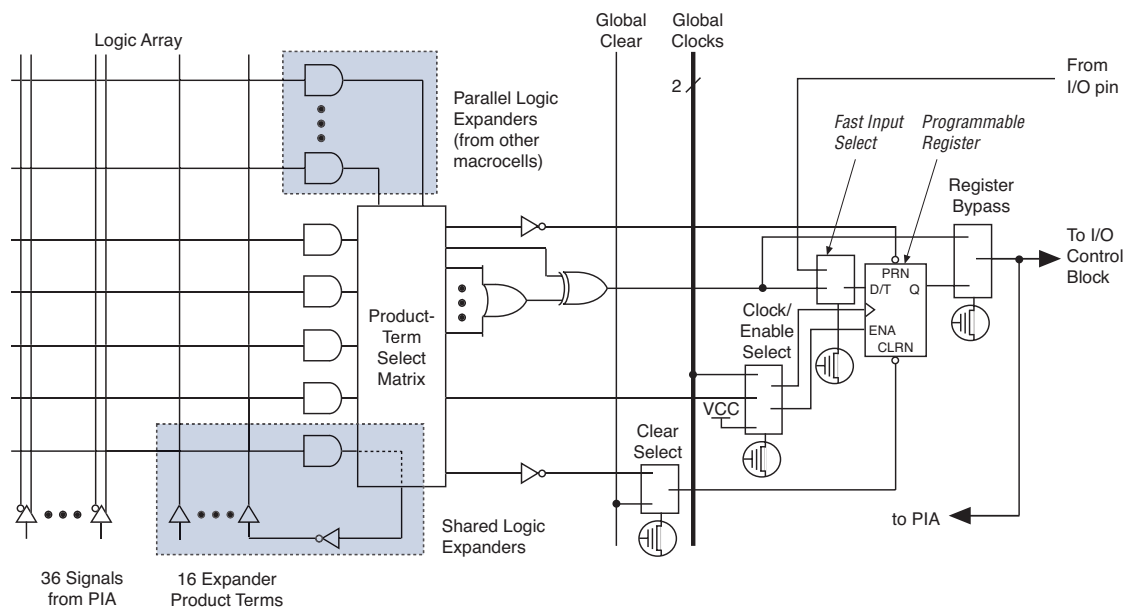 Logic Array
Global
Clear
Global
Clocks
2
From
I/O pin
Parallel Logic
Expanders
(from other
macrocells)
Fast Input
Select
Programmable
Register
Register
Bypass
To I/O
Control
Block
PRN
D/T
Q
ENA
CLRN
Product-
Term
Select
Matrix
Clock/
Enable
Select
VCC
Clear
Select
to PIA
Shared Logic
Expanders
36 Signals
from PIA
16 Expander
Product Terms